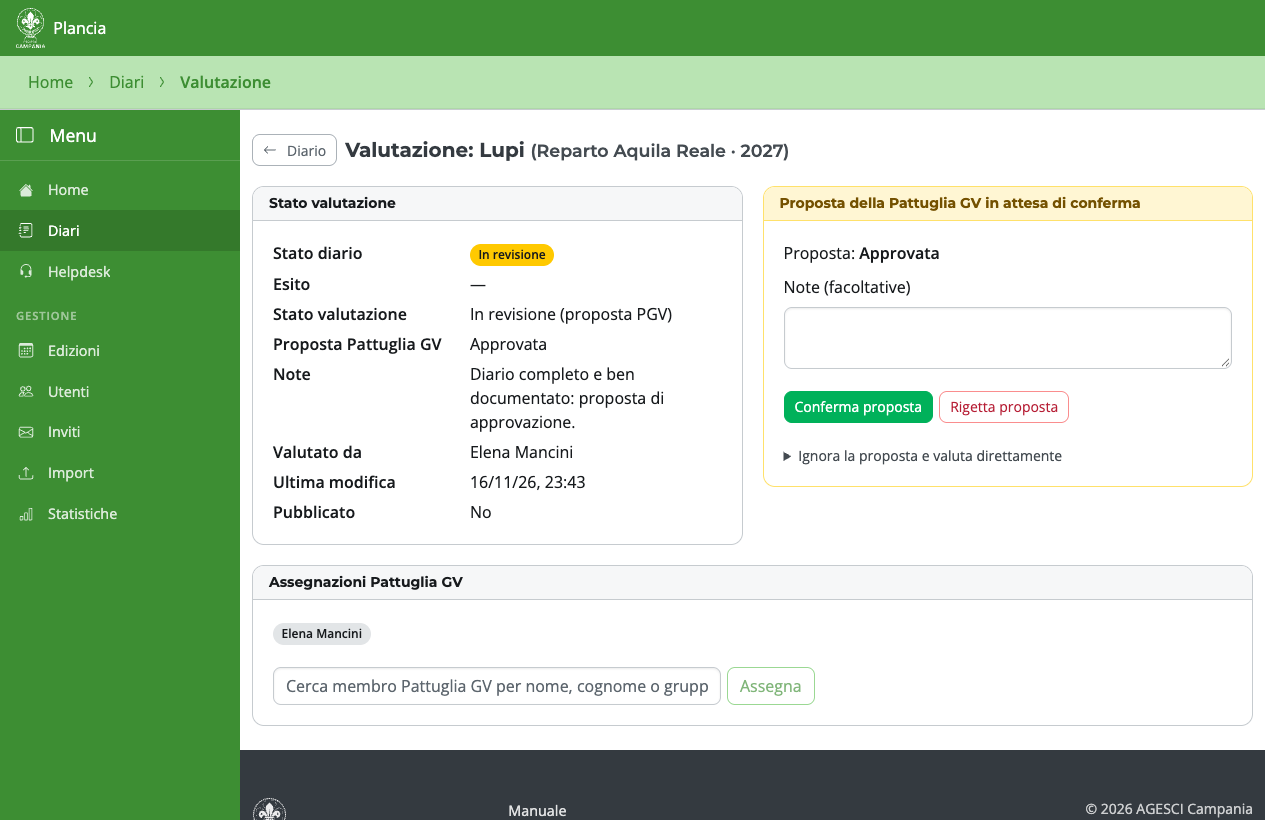 CAMPANIA
Plancia
Home
Diari
Valutazione
Menu
Home
Diari
Helpdesk
GESTIONE
Edizioni
Utenti
Inviti
Import
Statistiche
← Diario
Valutazione: Lupi (Reparto Aquila Reale · 2027)
Stato valutazione
Stato diario In revisione
Esito —
Stato valutazione In revisione (proposta PGV)
Proposta Pattuglia GV Approvata
Note Diario completo e ben
documentato: proposta di
approvazione.
Valutato da Elena Mancini
Ultima modifica 16/11/26, 23:43
Pubblicato No
Proposta della Pattuglia GV in attesa di conferma
Proposta: Approvata
Note (facoltative)
Conferma proposta
Rigetta proposta
Ignora la proposta e valuta direttamente
Assegnazioni Pattuglia GV
Elena Mancini
Cerca membro Pattuglia GV per nome, cognome o grupp
Assegna
Manuale
© 2026 AGESCI Campania